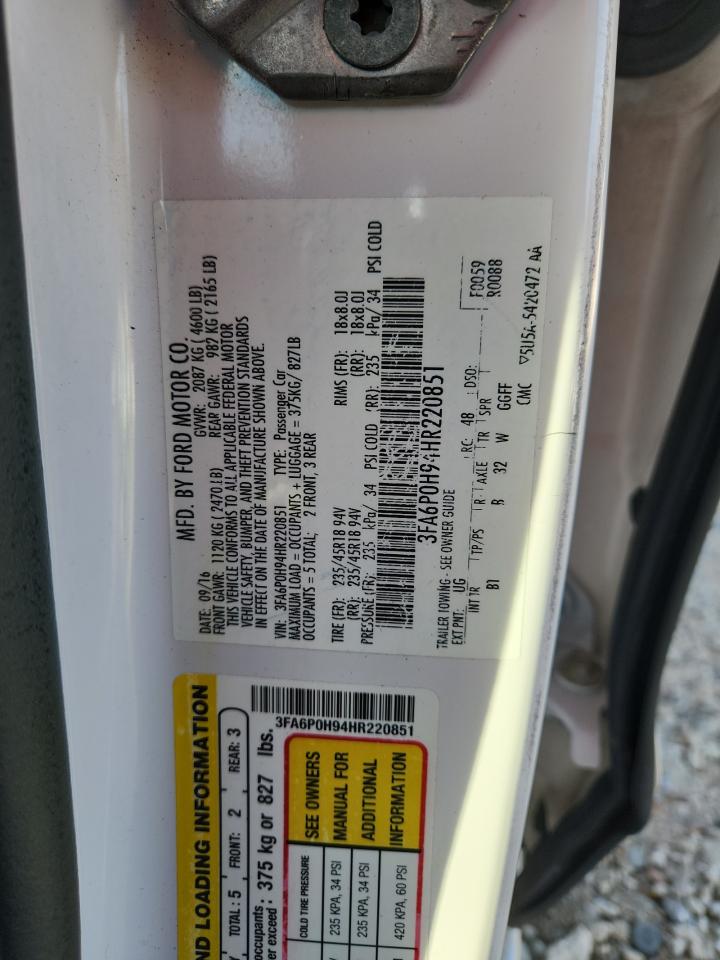 MFD. BY FORD MOTOR CO.
DATE: 09/16 GVWR: 2087 KG ( 4600 LB)
FRONT GAWR: 1120 KG ( 2470 LB) REAR GAWR: 982 KG ( 2165 LB)
THIS VEHICLE CONFORMS TO ALL APPLICABLE FEDERAL MOTOR
VEHICLE SAFETY, BUMPER, AND THEFT PREVENTION STANDARDS
IN EFFECT ON THE DATE OF MANUFACTURE SHOWN ABOVE.
VIN: 3FA6P0H94HR220851 TYPE: Passenger Car
MAXIMUM LOAD = OCCUPANTS + LUGGAGE = 375KG/ 827LB
OCCUPANTS = 5 TOTAL; 2 FRONT, 3 REAR
TIRE (FR): 235/45R18 94V RIMS (FR): 18x8.0J
(RR): 235/45R18 94V (RR): 18x8.0J
PRESSURE (FR): 235 kPa/ 34 PSI COLD (RR): 235 kPa/ 34 PSI COLD
3FA6P0H94HR220851
TRAILER TOWING - SEE OWNER GUIDE
EXT PNT: UG RC: 48 DSO: F0059
R0088
INT TR TP/PS R AXLE TR SPR
B1 B 32 W GGFF
CMC ▽5U5A-5420472 AA
3FA6P0H94HR220851
ND LOADING INFORMATION
TOTAL: 5 FRONT: 2 REAR: 3
occupants,
er exceed: 375 kg or 827 lbs.
COLD TIRE PRESSURE SEE OWNERS
235 KPA, 34 PSI MANUAL FOR
235 KPA, 34 PSI ADDITIONAL
420 KPA, 60 PSI INFORMATION